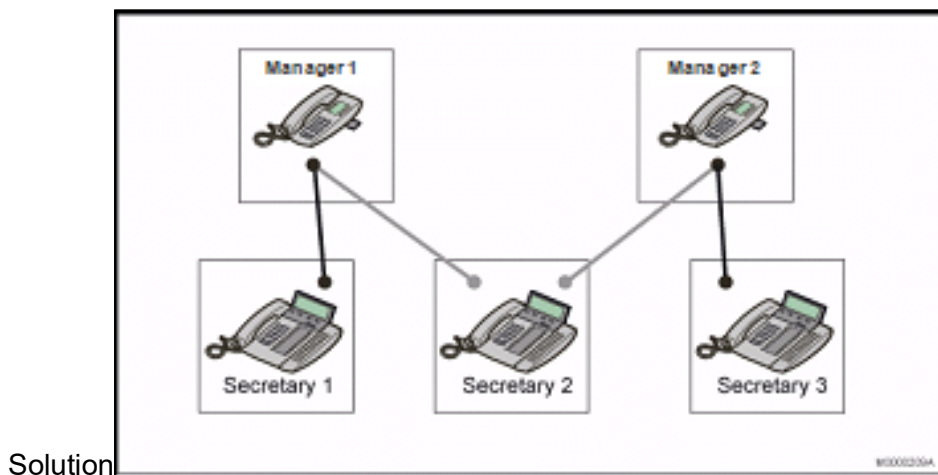 Manager 1
Manager 2
Secretary 1
Secretary 2
Secretary 3
Solution